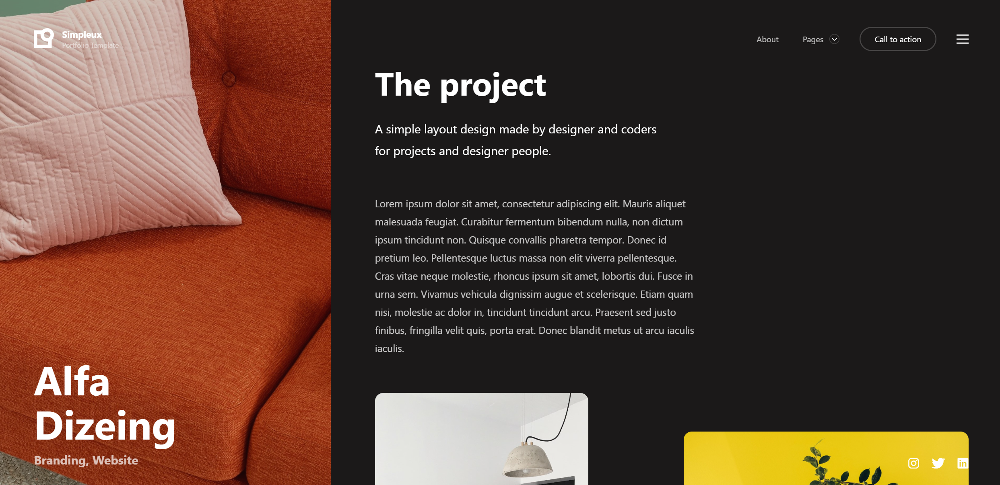 Simpleux
Portfolio Template
About
Pages
Call to action
The project
A simple layout design made by designer and coders
for projects and designer people.
Lorem ipsum dolor sit amet, consectetur adipiscing elit. Mauris aliquet
malesuada feugiat. Curabitur fermentum bibendum nulla, non dictum
ipsum tincidunt non. Quisque convallis pharetra tempor. Donec id
pretium leo. Pellentesque luctus massa non elit viverra pellentesque.
Cras vitae neque molestie, rhoncus ipsum sit amet, lobortis dui. Fusce in
urna sem. Vivamus vehicula dignissim augue et scelerisque. Etiam quam
nisi, molestie ac dolor in, tincidunt tincidunt arcu. Praesent sed justo
finibus, fringilla velit quis, porta erat. Donec blandit metus ut arcu iaculis
iaculis.
Alfa
Dizeing
Branding, Website
in